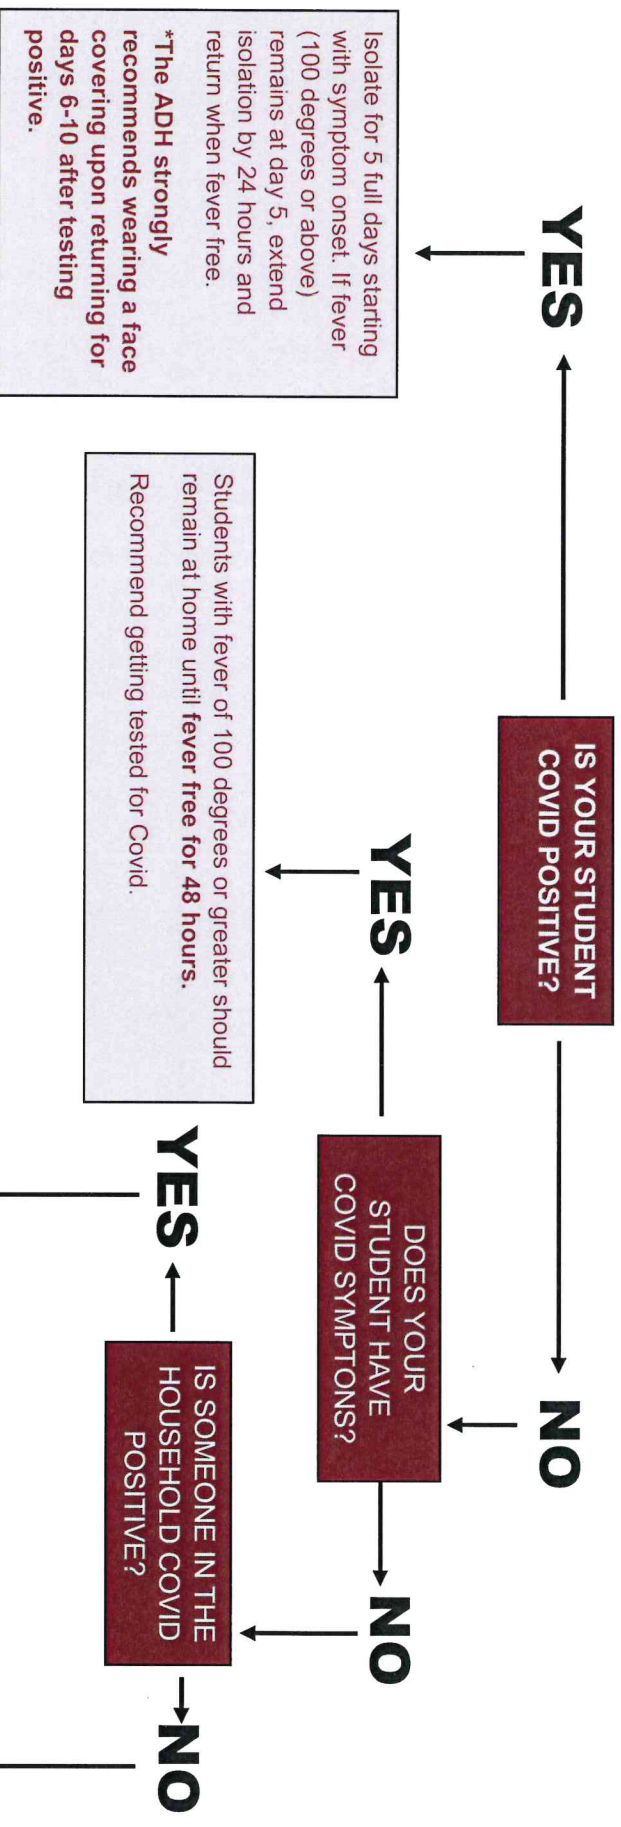 IS YOUR STUDENT
COVID POSITIVE?
YES
NO
Isolate for 5 full days starting
with symptom onset. If fever
(100 degrees or above)
remains at day 5, extend
isolation by 24 hours and
return when fever free.
*The ADH strongly
recommends wearing a face
covering upon returning for
days 6-10 after testing
positive.
DOES YOUR
STUDENT HAVE
COVID SYMPTONS?
YES
NO
Students with fever of 100 degrees or greater should
remain at home until fever free for 48 hours.
Recommend getting tested for Covid.
IS SOMEONE IN THE
HOUSEHOLD COVID
POSITIVE?
YES
NO